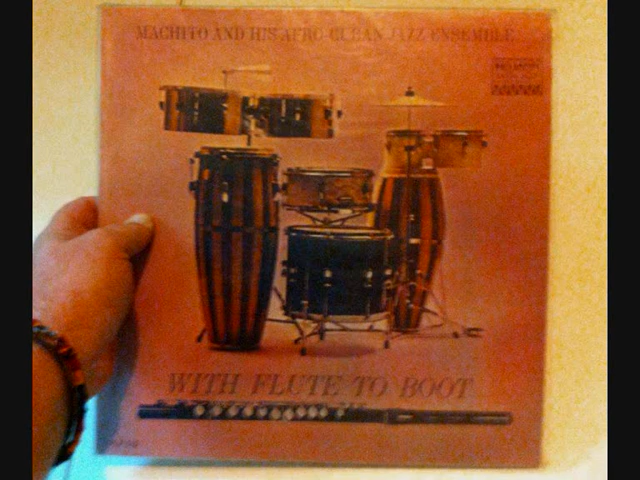 MACHITO AND HIS AFRO-CUBAN JAZZ ENSEMBLE
WITH FLUTE TO BOOT